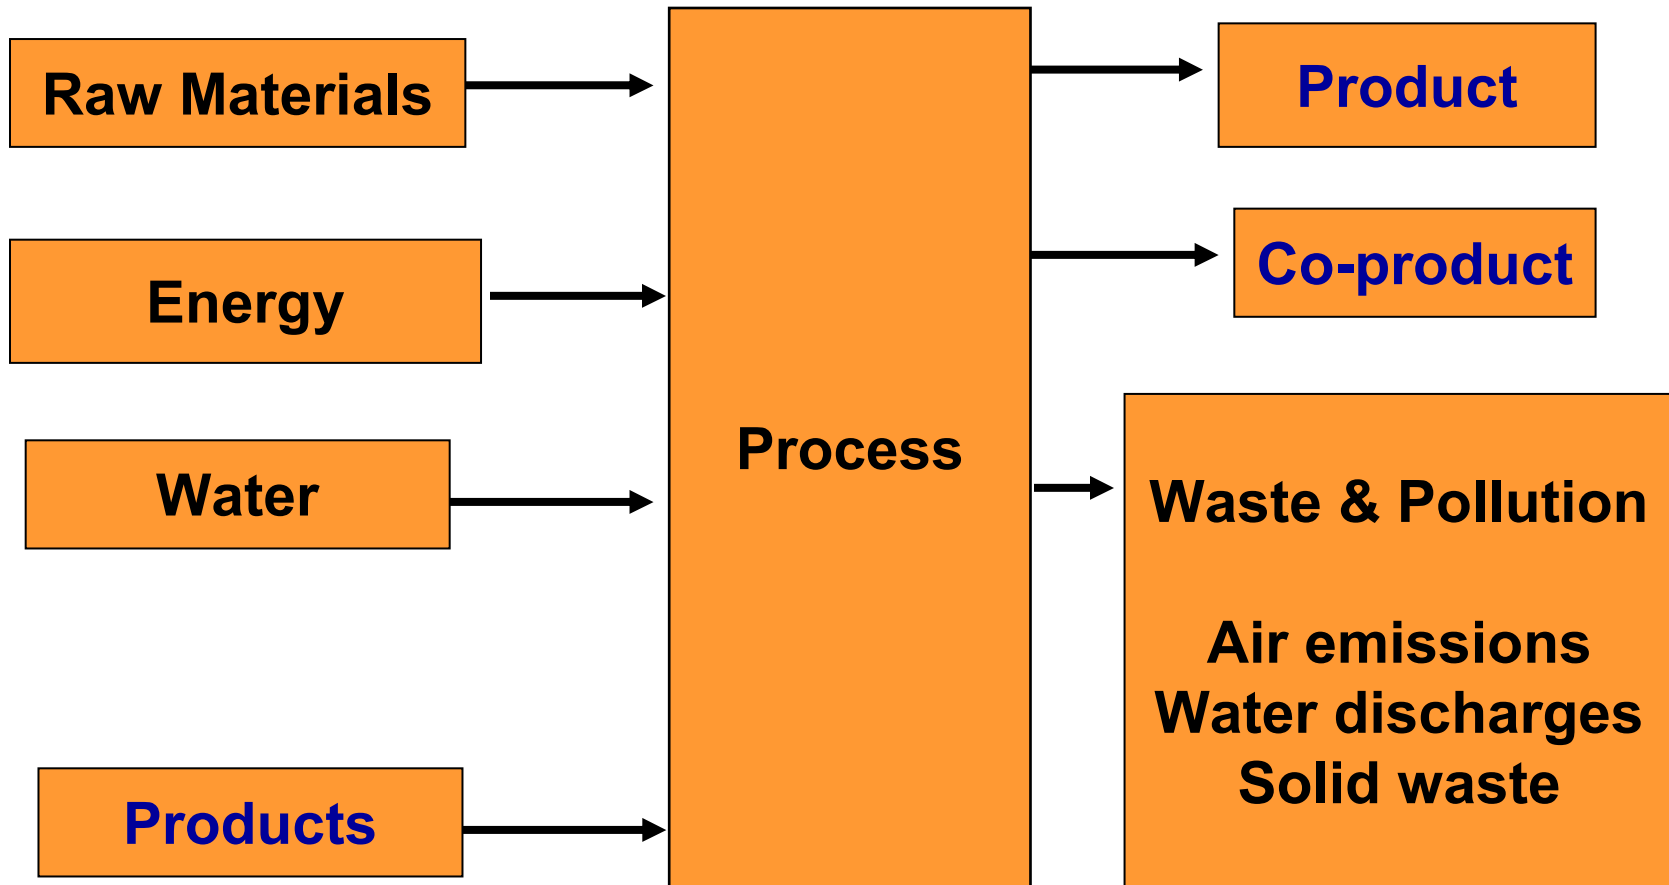 Raw Materials
Energy
Water
Products
Process
Product
Co-product
Waste & Pollution
Air emissions
Water discharges
Solid waste